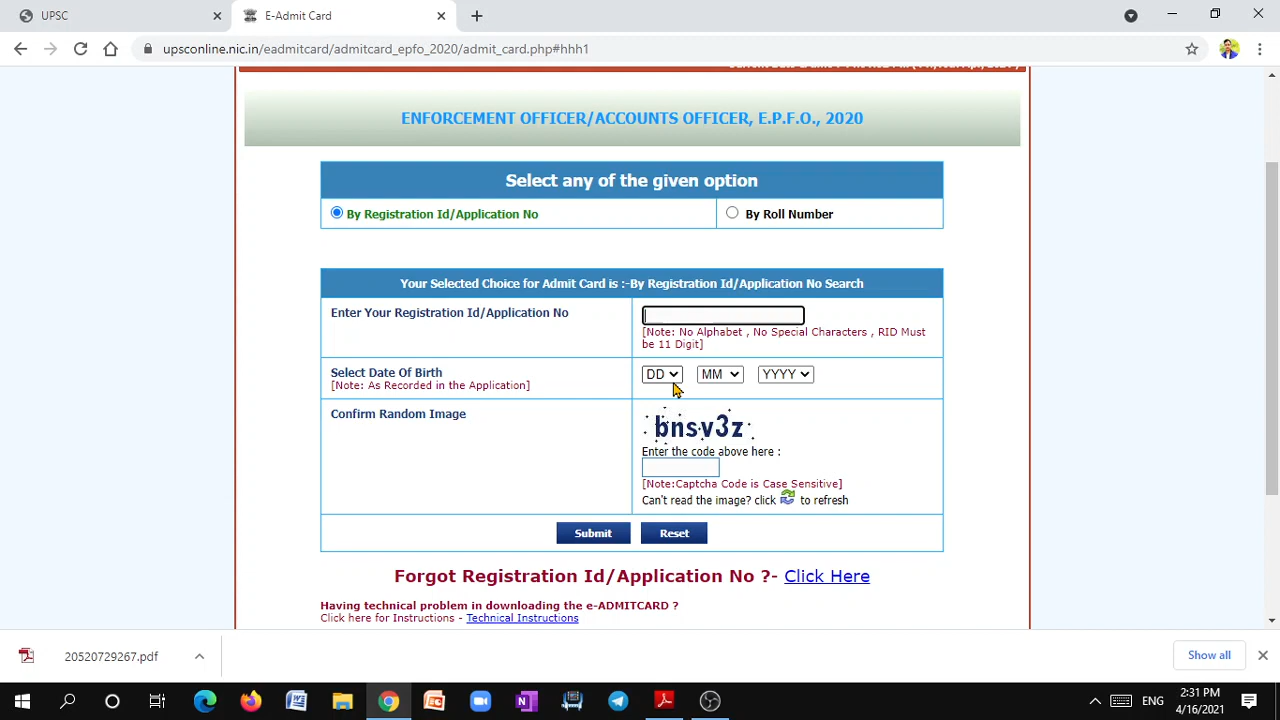 UPSC
E-Admit Card
upsconline.nic.in/eadmitcard/admitcard_epfo_2020/admit_card.php#hhh1
ENFORCEMENT OFFICER/ACCOUNTS OFFICER, E.P.F.O., 2020
Select any of the given option
By Registration Id/Application No
By Roll Number
Your Selected Choice for Admit Card is :-By Registration Id/Application No Search
Enter Your Registration Id/Application No
[Note: No Alphabet , No Special Characters , RID Must
be 11 Digit]
Select Date Of Birth
[Note: As Recorded in the Application]
DD MM YYYY
Confirm Random Image
bnsv3z
Enter the code above here :
[Note:Captcha Code is Case Sensitive]
Can't read the image? click to refresh
Submit Reset
Forgot Registration Id/Application No ?- Click Here
Having technical problem in downloading the e-ADMITCARD ?
Click here for Instructions - Technical Instructions
20520729267.pdf
Show all
ENG
2:31 PM
4/16/2021